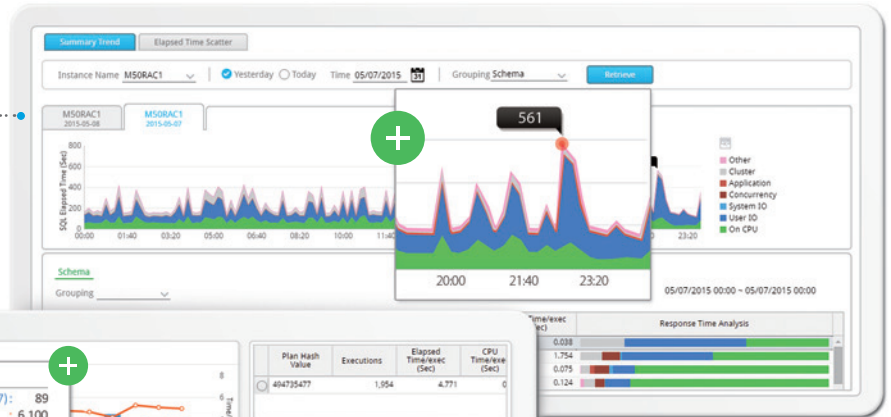 Summary Trend Elapsed Time Scatter
Instance Name M50RAC1 Yesterday Today Time 05/07/2015 31 Grouping Schema Retrieve
M50RAC1 M50RAC1
2015-05-08 2015-05-07
561
SQL Elapsed Time (Sec)
800
600
400
200
0
00:00 01:40 03:20 05:00 06:40 08:20 10:00 11:40 23:20
20:00 21:40 23:20
Other
Cluster
Application
Concurrency
System IO
User IO
On CPU
Schema
Grouping
05/07/2015 00:00 ~ 05/07/2015 00:00
Response Time Analysis
0.038
1.754
0.075
0.124
89
6,100
8
6
Plan Hash Value Executions Elapsed Time/exec (Sec) CPU
494735477 1,954 4,771